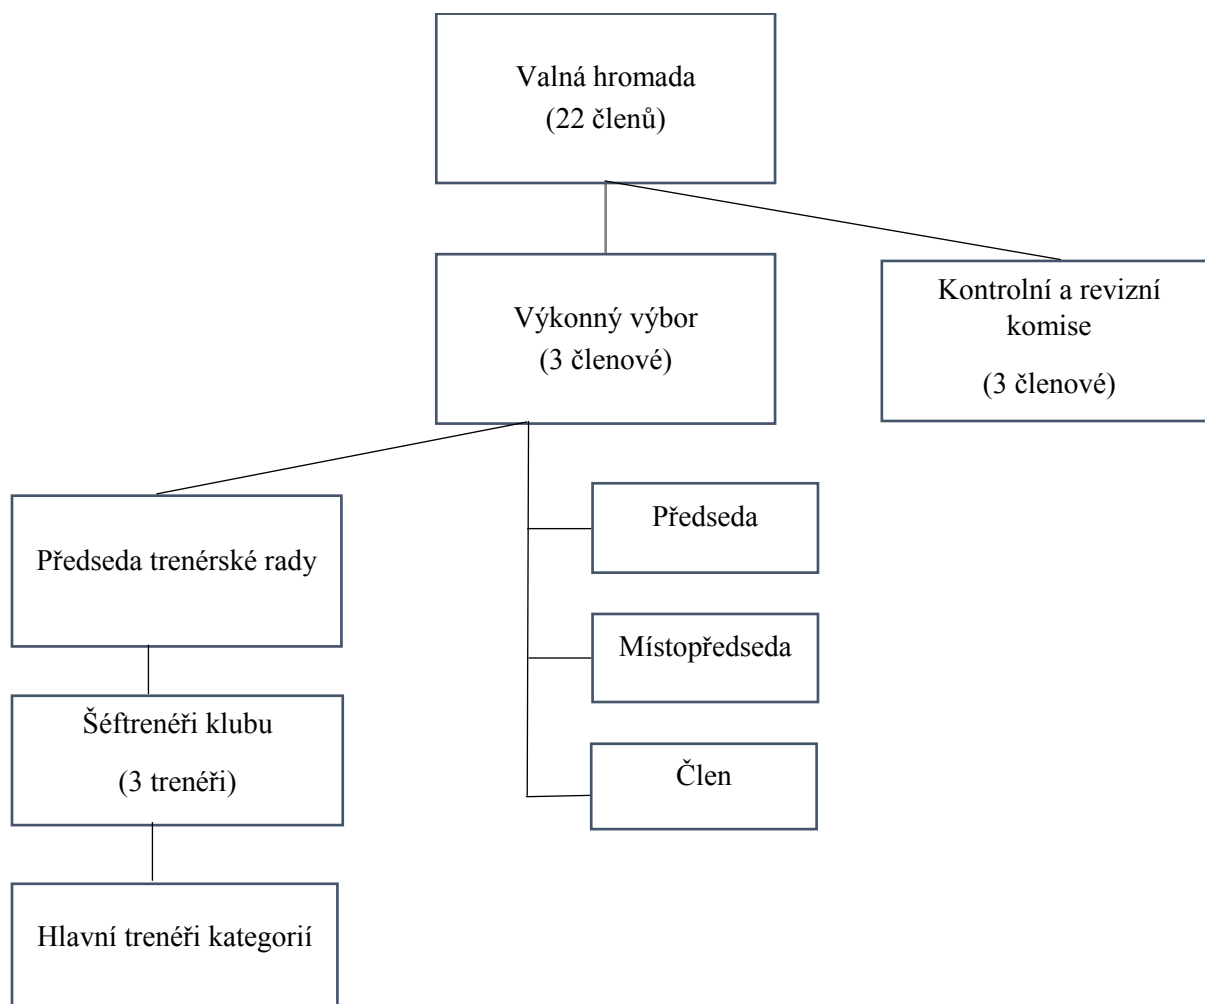 Valná hromada
(22 členů)
Výkonný výbor
(3 členové)
Kontrolní a revizní
komise
(3 členové)
Předseda trenérské rady
Předseda
Místopředseda
Šéftrenéři klubu
(3 trenéři)
Člen
Hlavní trenéři kategorií